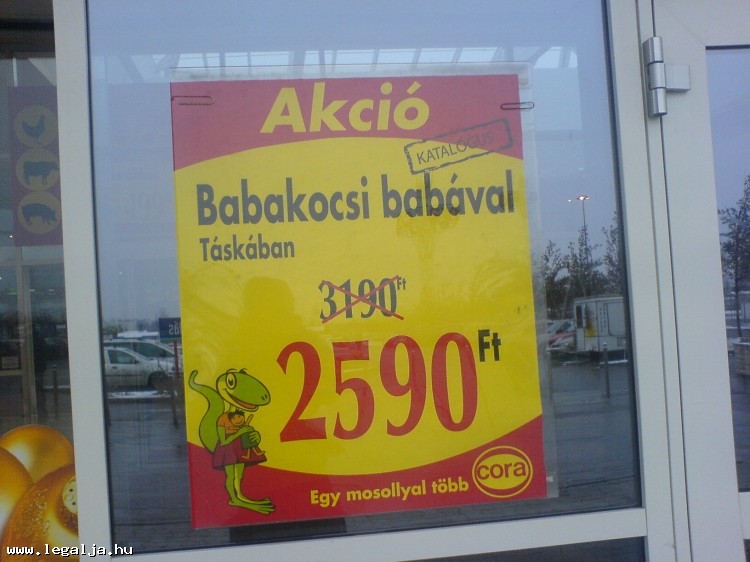 Akció
KATALÓGUS
Babakocsi babával
Táskában
3190 Ft
2590 Ft
Egy mosollyal több
cora
www.legalja.hu